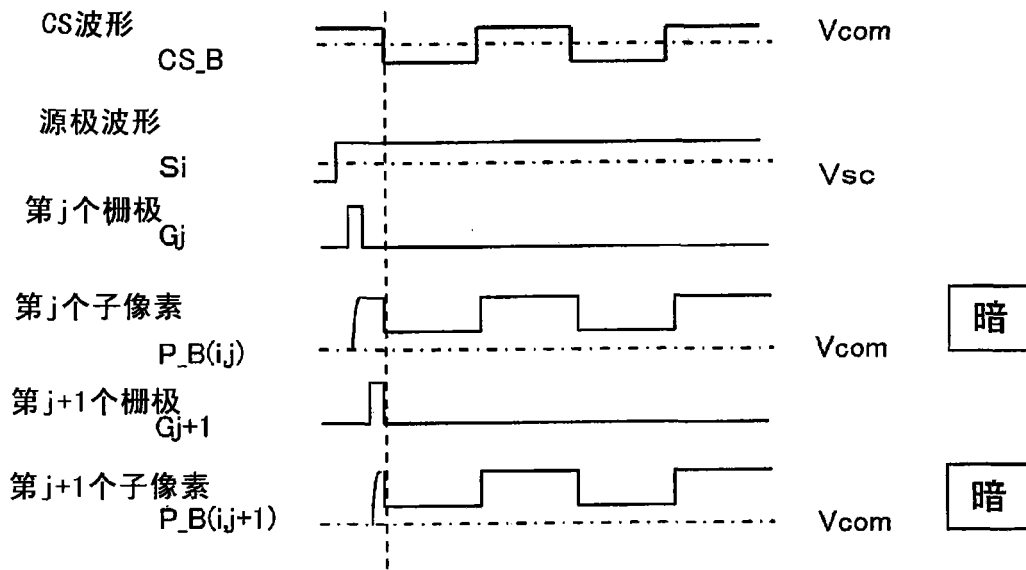 CS波形
CS_B
Vcom
源极波形
Si
Vsc
第j个栅极
Gj
第j个子像素
P_B(i,j)
Vcom
暗
第j+1个栅极
Gj+1
第j+1个子像素
P_B(i,j+1)
Vcom
暗